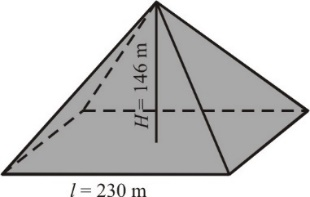 H = 146 m
l = 230 m